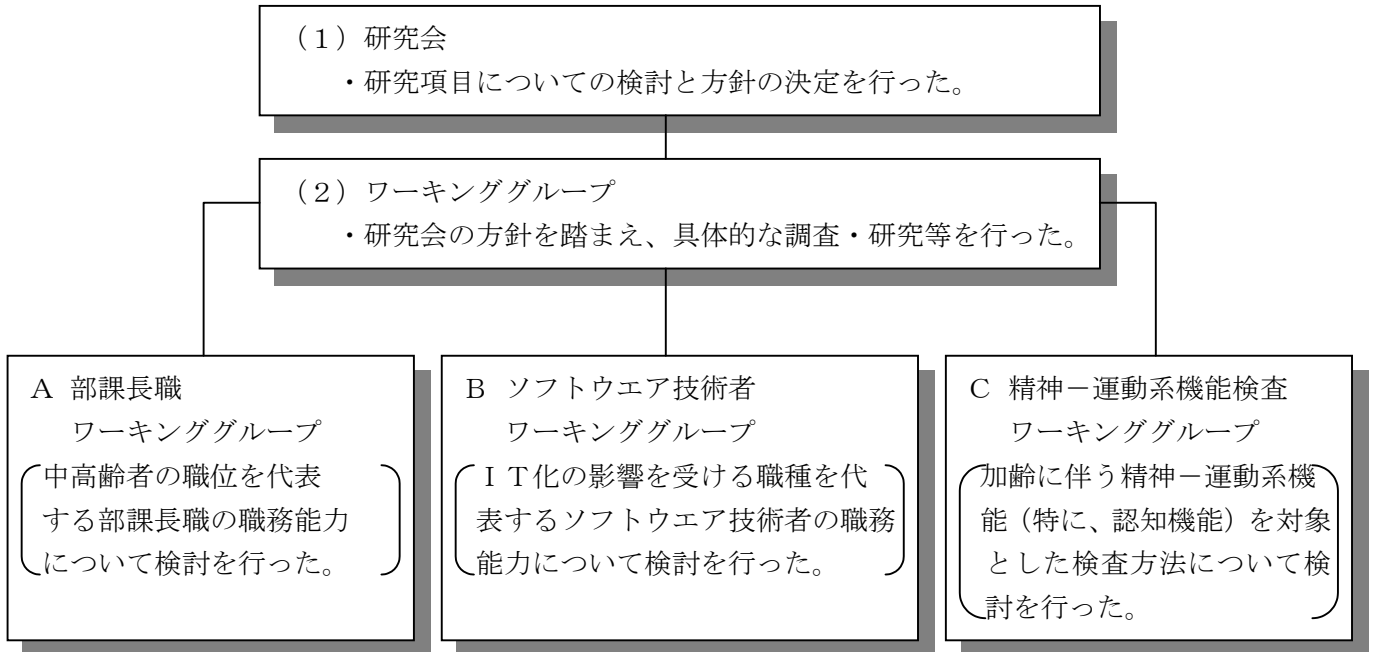 （１）研究会
・研究項目についての検討と方針の決定を行った。
（２）ワーキンググループ
・研究会の方針を踏まえ、具体的な調査・研究等を行った。
Ａ 部課長職
ワーキンググループ
中高齢者の職位を代表
する部課長職の職務能力
について検討を行った。
Ｂ ソフトウエア技術者
ワーキンググループ
ＩＴ化の影響を受ける職種を代
表するソフトウエア技術者の職務
能力について検討を行った。
Ｃ 精神－運動系機能検査
ワーキンググループ
加齢に伴う精神－運動系機
能（特に、認知機能）を対象
とした検査方法について検
討を行った。